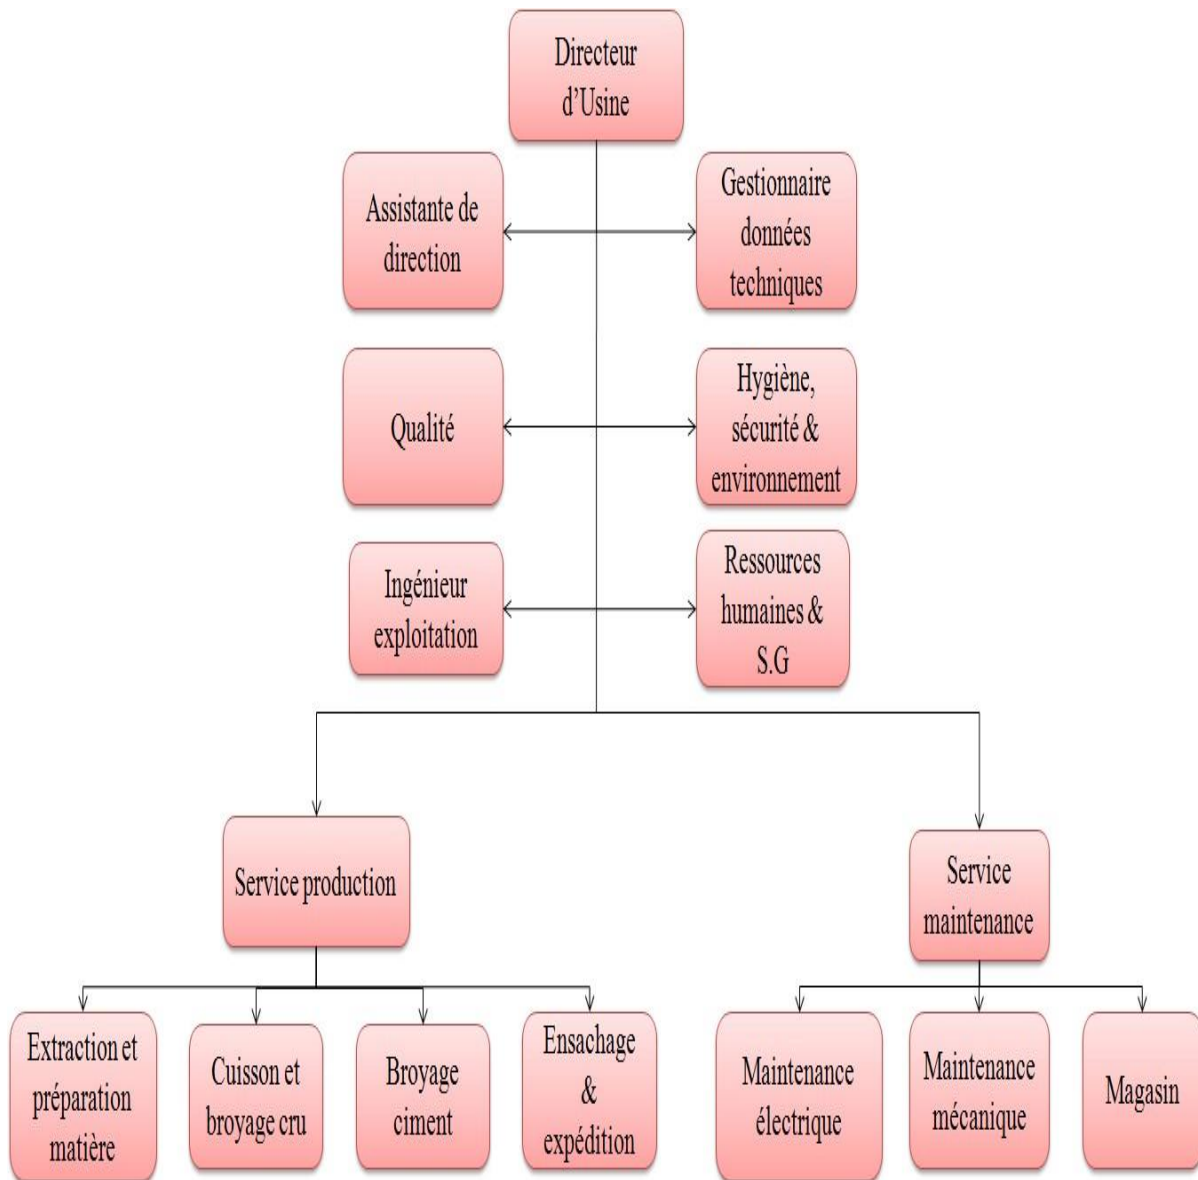 Directeur
d’Usine
Assistante de
direction
Gestionnaire
données
techniques
Qualité
Hygiène,
sécurité &
environnement
Ingénieur
exploitation
Ressources
humaines &
S.G
Service production
Service
maintenance
Extraction et
préparation
matière
Cuisson et
broyage cru
Broyage
ciment
Ensachage
&
expédition
Maintenance
électrique
Maintenance
mécanique
Magasin